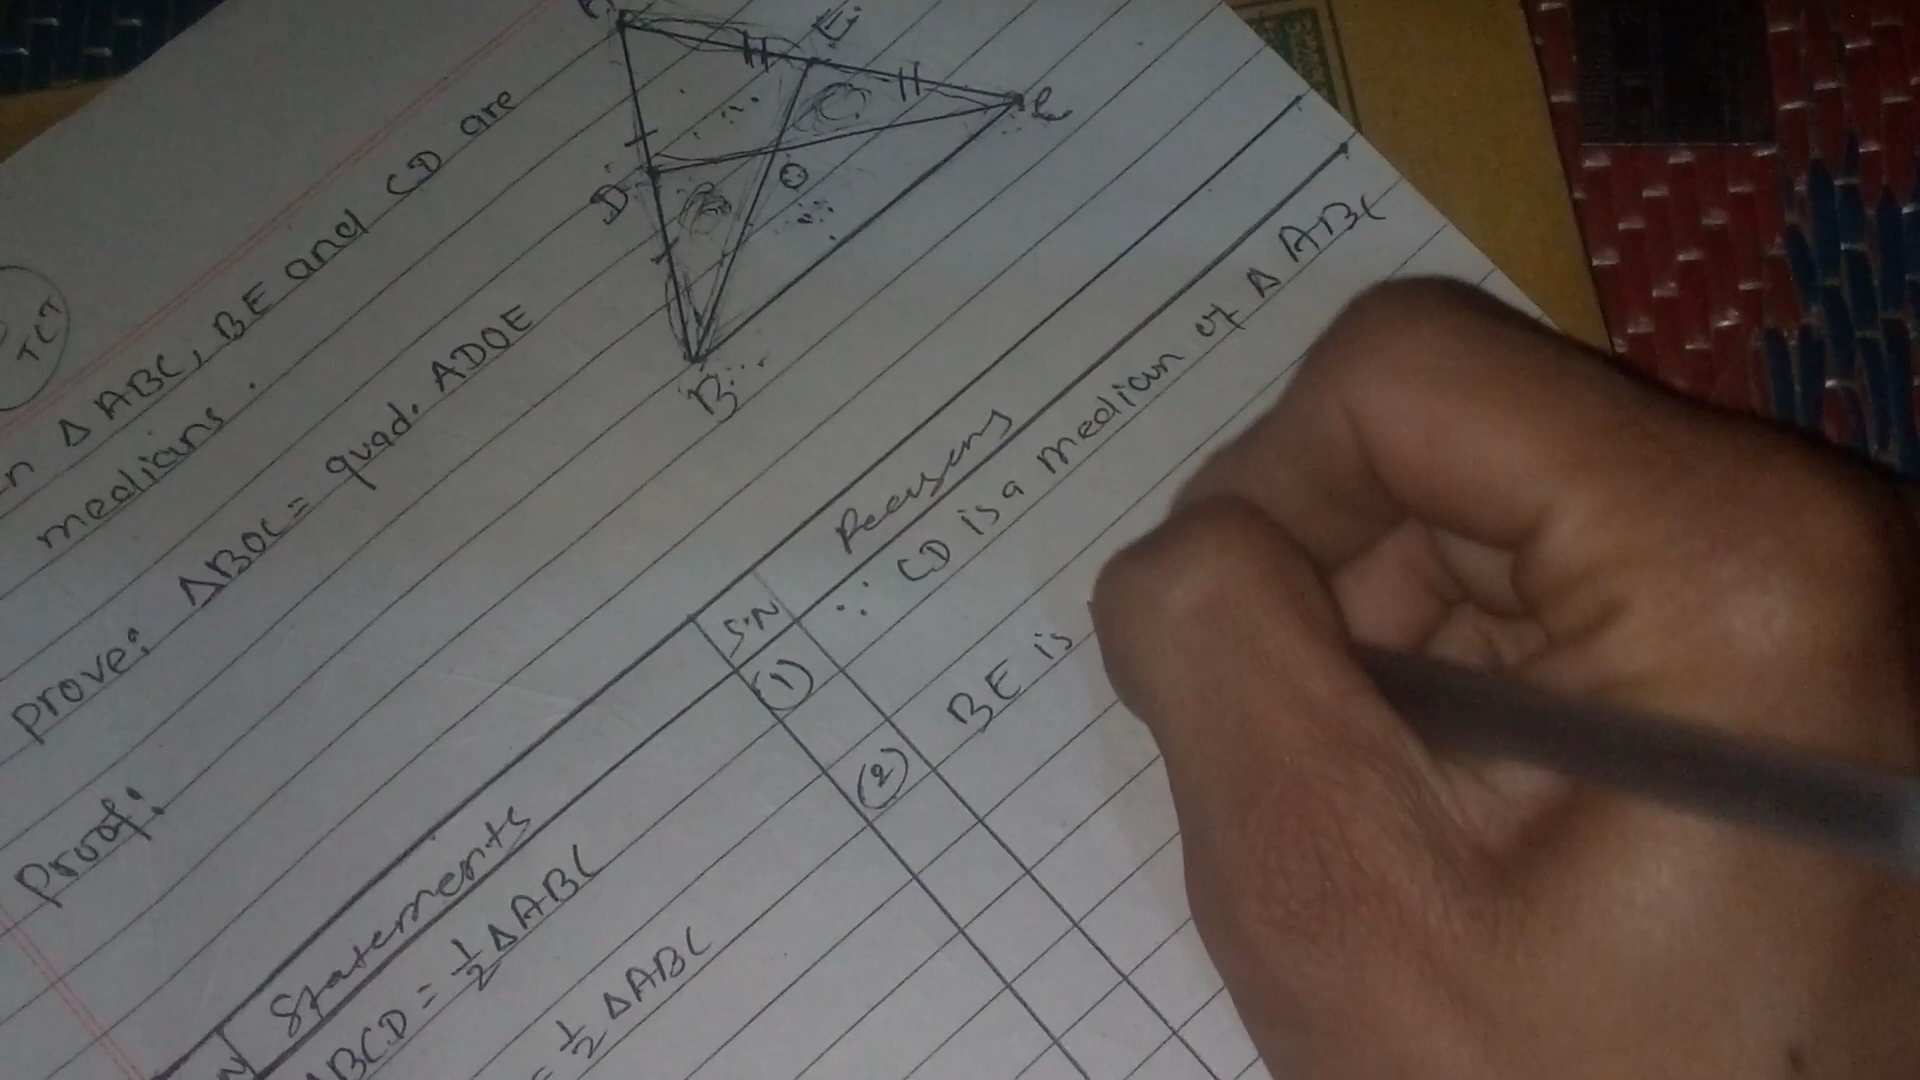 TCT
n ΔABC, BE and CD are
medians.
prove: ΔBOC = quad. ADOE
Proof:
A
E
C
D
O
B
Statements
S.N
Reasons
ΔBCD = 1/2 ΔABC
(1)
∵ CD is a median of Δ ABC
= 1/2 ΔABC
(2)
BE is